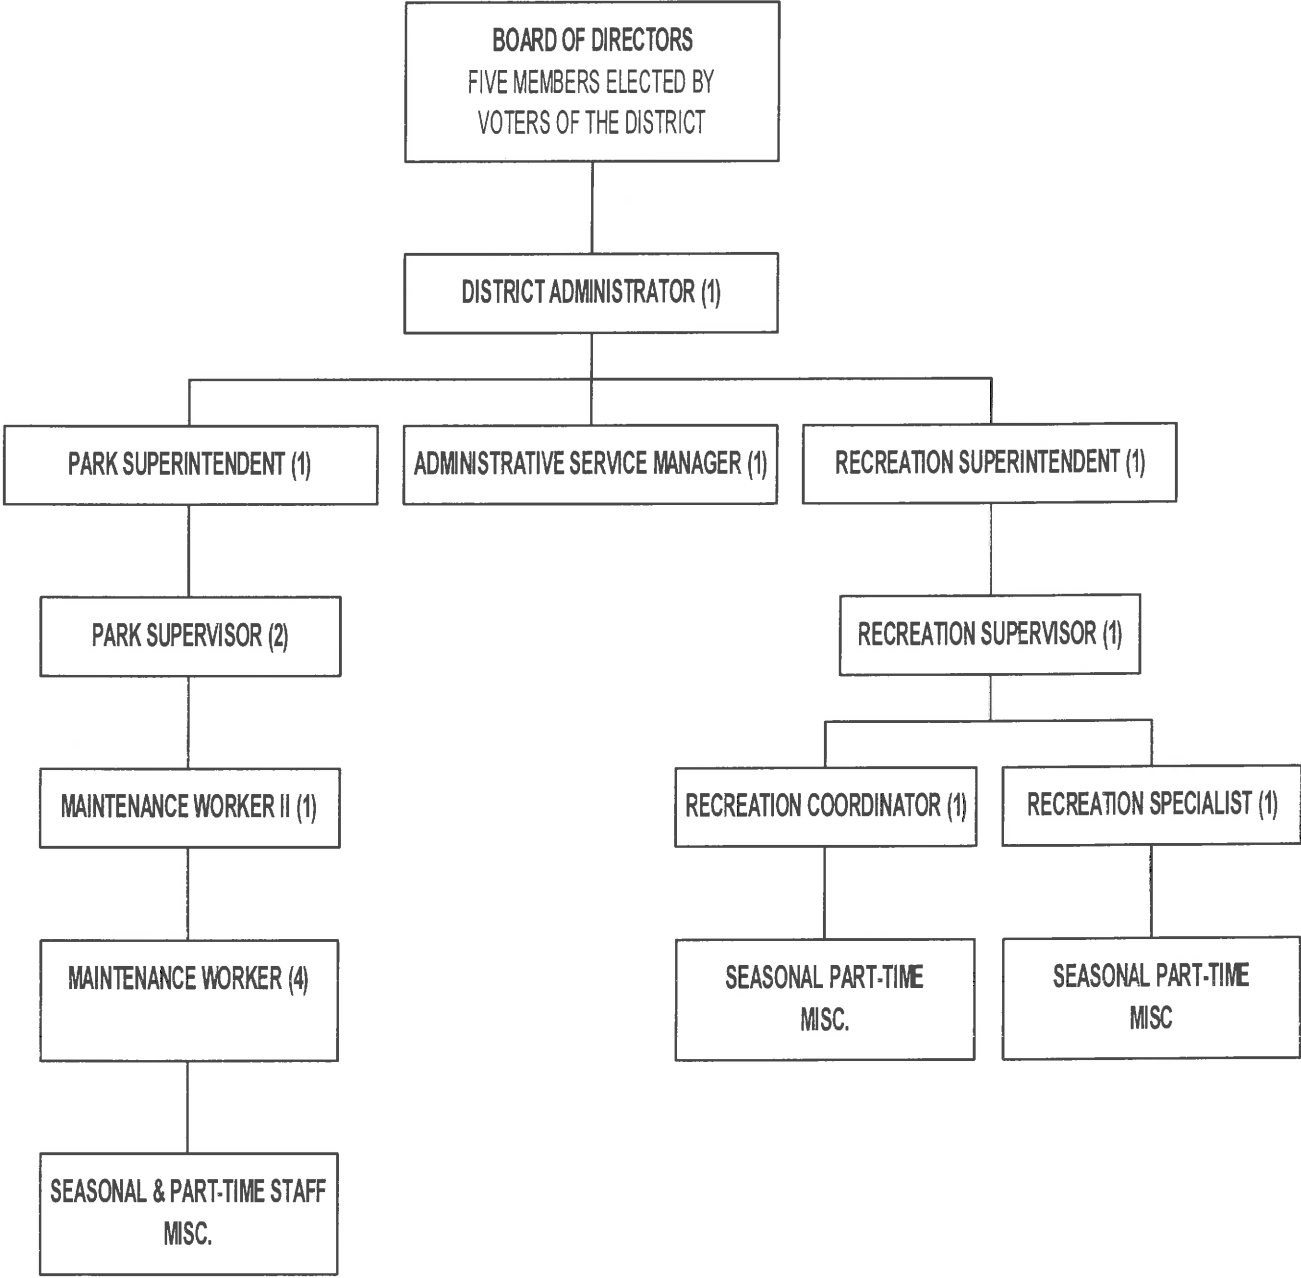 BOARD OF DIRECTORS
FIVE MEMBERS ELECTED BY
VOTERS OF THE DISTRICT
DISTRICT ADMINISTRATOR (1)
PARK SUPERINTENDENT (1)
ADMINISTRATIVE SERVICE MANAGER (1)
RECREATION SUPERINTENDENT (1)
PARK SUPERVISOR (2)
RECREATION SUPERVISOR (1)
MAINTENANCE WORKER II (1)
RECREATION COORDINATOR (1)
RECREATION SPECIALIST (1)
MAINTENANCE WORKER (4)
SEASONAL PART-TIME
MISC.
SEASONAL PART-TIME
MISC
SEASONAL & PART-TIME STAFF
MISC.